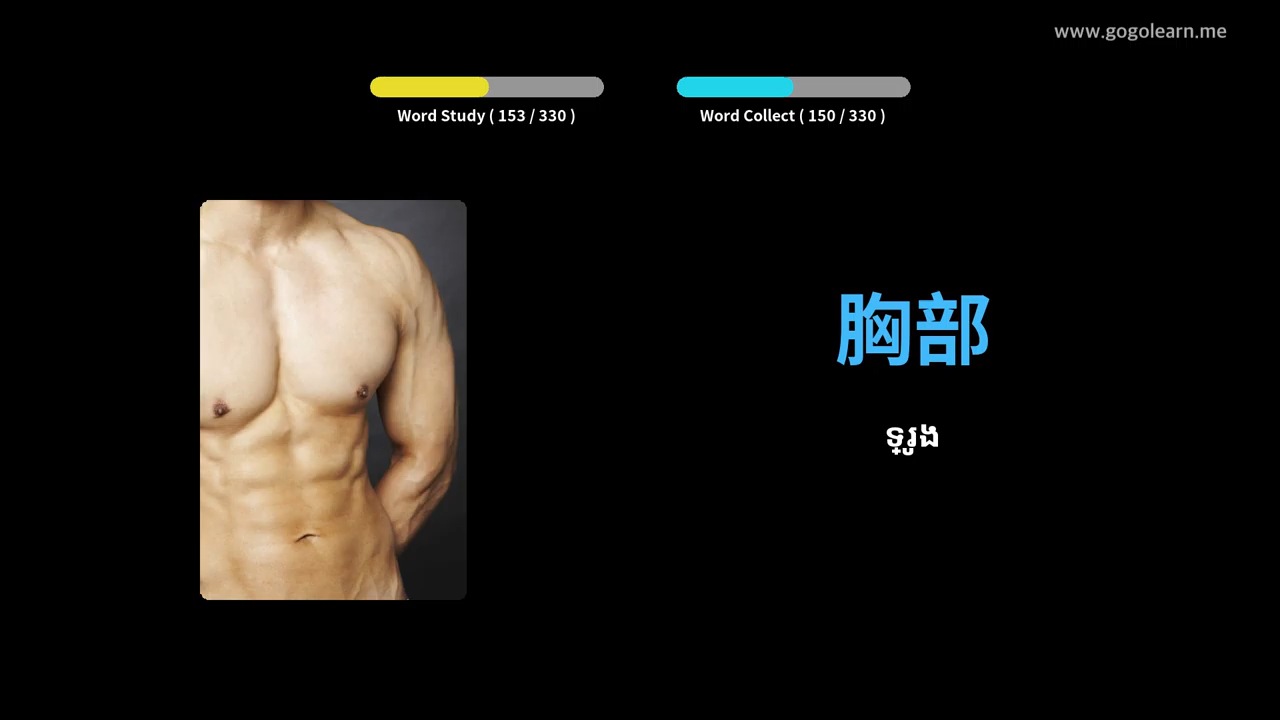 www.gogolearn.me
Word Study ( 153 / 330 )
Word Collect ( 150 / 330 )
胸部
ទ្រូង